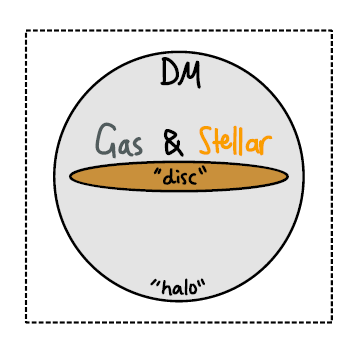 DM
Gas & Stellar
"disc"
"halo"